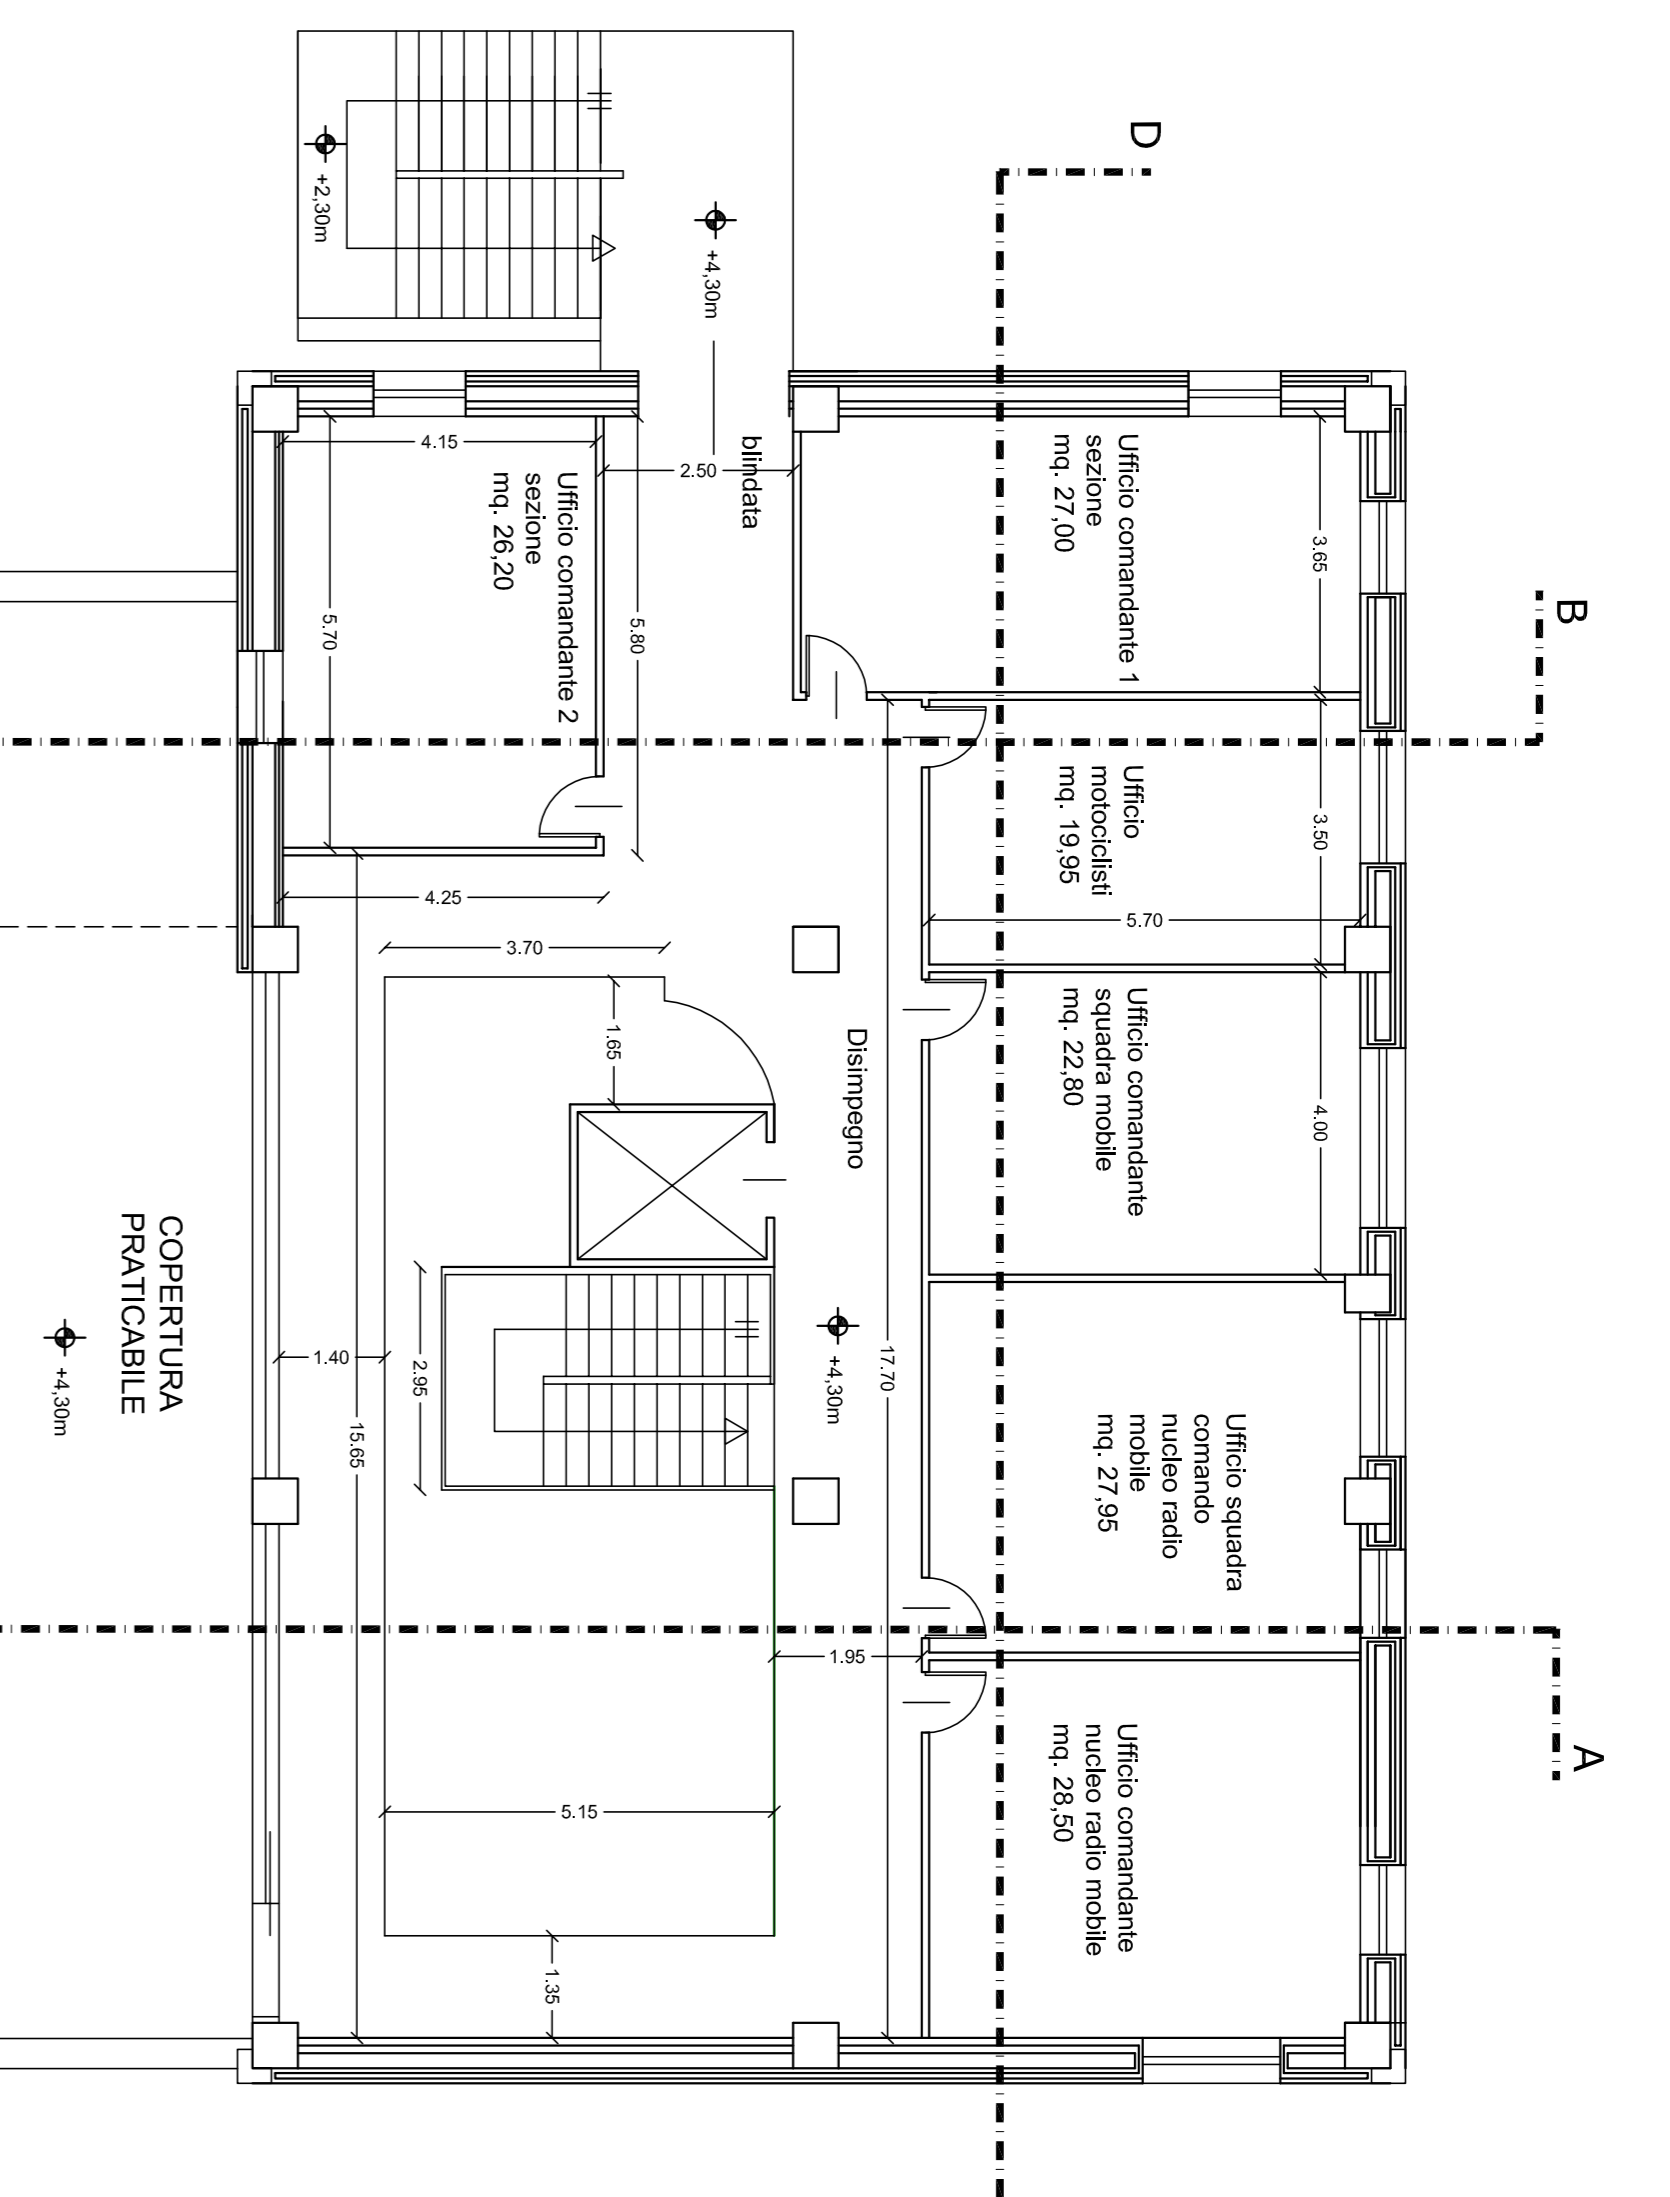 D
B
A
+2,30m
+4,30m
blindata
Ufficio comandante 1
sezione
mq. 27,00
3.65
4.15
2.50
Ufficio comandante 2
sezione
mq. 26,20
5.70
5.80
Ufficio
motociclisti
mq. 19,95
3.50
5.70
4.25
3.70
1.65
Disimpegno
Ufficio comandante
squadra mobile
mq. 22,80
4.00
COPERTURA
PRATICABILE
+4,30m
1.40
2.95
15.65
+4,30m
17.70
Ufficio squadra
comando
nucleo radio
mobile
mq. 27,95
1.95
Ufficio comandante
nucleo radio mobile
mq. 28,50
5.15
1.35